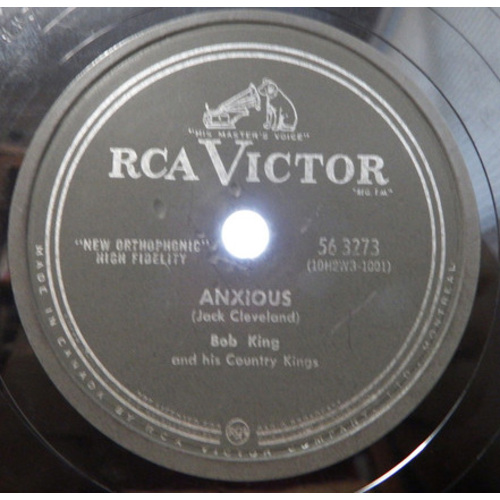 "HIS MASTER'S VOICE"
RCA VICTOR
"NEW ORTHOPHONIC"
HIGH FIDELITY
56 3273
(10H2W3-1001)
ANXIOUS
(Jack Cleveland)
Bob King
and his Country Kings
MADE IN CANADA BY RCA VICTOR COMPANY, LTD., MONTREAL